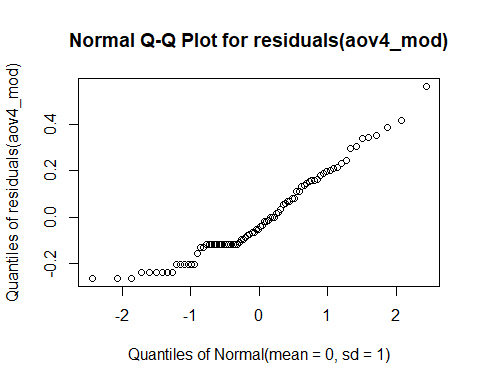 Normal Q-Q Plot for residuals(aov4_mod)
Quantiles of residuals(aov4_mod)
0.4
0.2
0.0
-0.2
-2 -1 0 1 2
Quantiles of Normal(mean = 0, sd = 1)